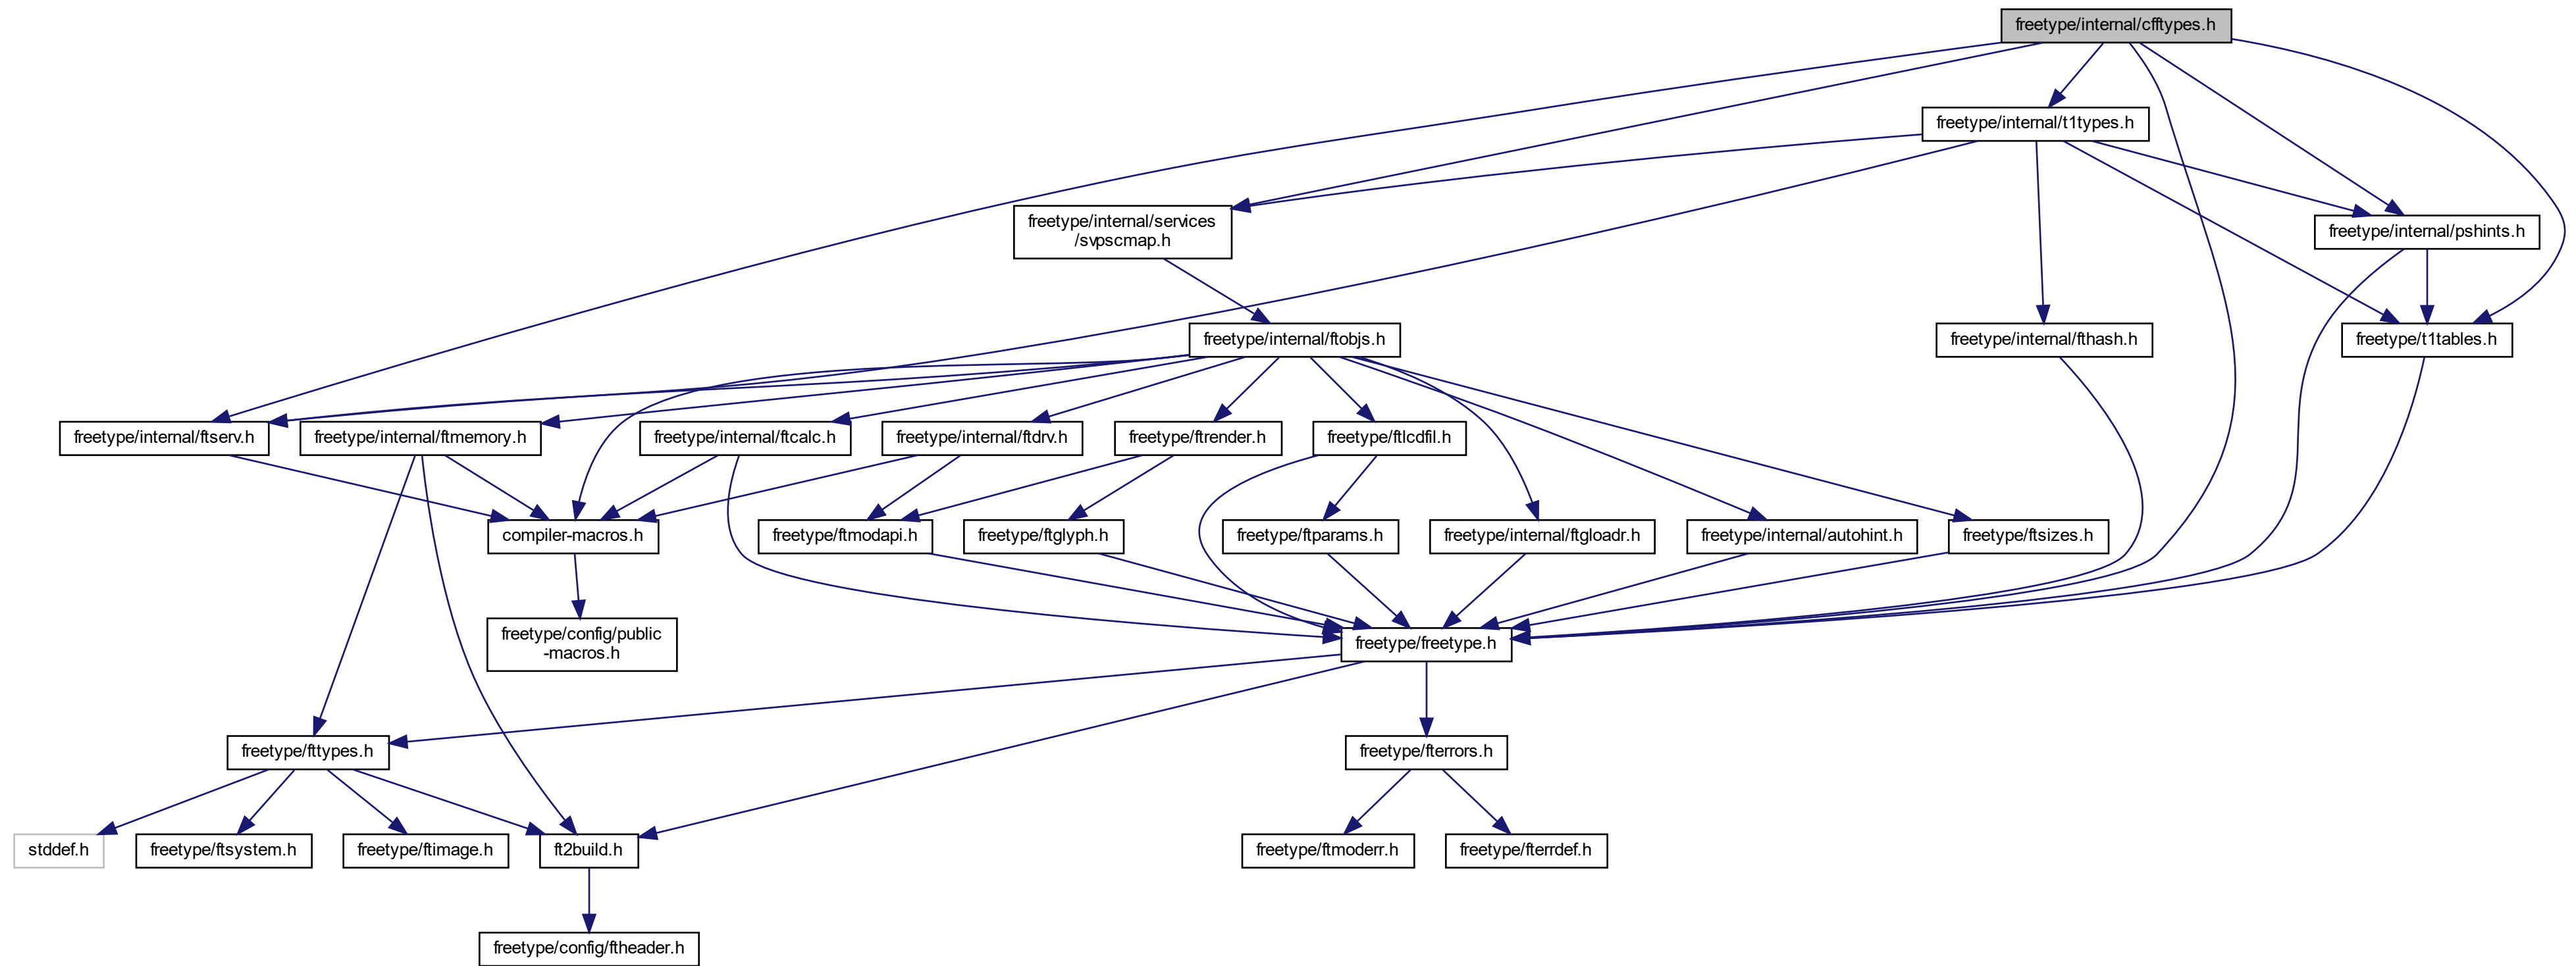 freetype/internal/cfftypes.h
freetype/internal/t1types.h
freetype/internal/services
/svpscmap.h
freetype/internal/pshints.h
freetype/internal/ftobjs.h
freetype/internal/fthash.h
freetype/t1tables.h
freetype/internal/ftserv.h
freetype/internal/ftmemory.h
freetype/internal/ftcalc.h
freetype/internal/ftdrv.h
freetype/ftrender.h
freetype/ftlcdfil.h
compiler-macros.h
freetype/ftmodapi.h
freetype/ftglyph.h
freetype/ftparams.h
freetype/internal/ftgloadr.h
freetype/internal/autohint.h
freetype/ftsizes.h
freetype/config/public
-macros.h
freetype/freetype.h
freetype/fttypes.h
freetype/fterrors.h
stddef.h
freetype/ftsystem.h
freetype/ftimage.h
ft2build.h
freetype/ftmoderr.h
freetype/fterrdef.h
freetype/config/ftheader.h